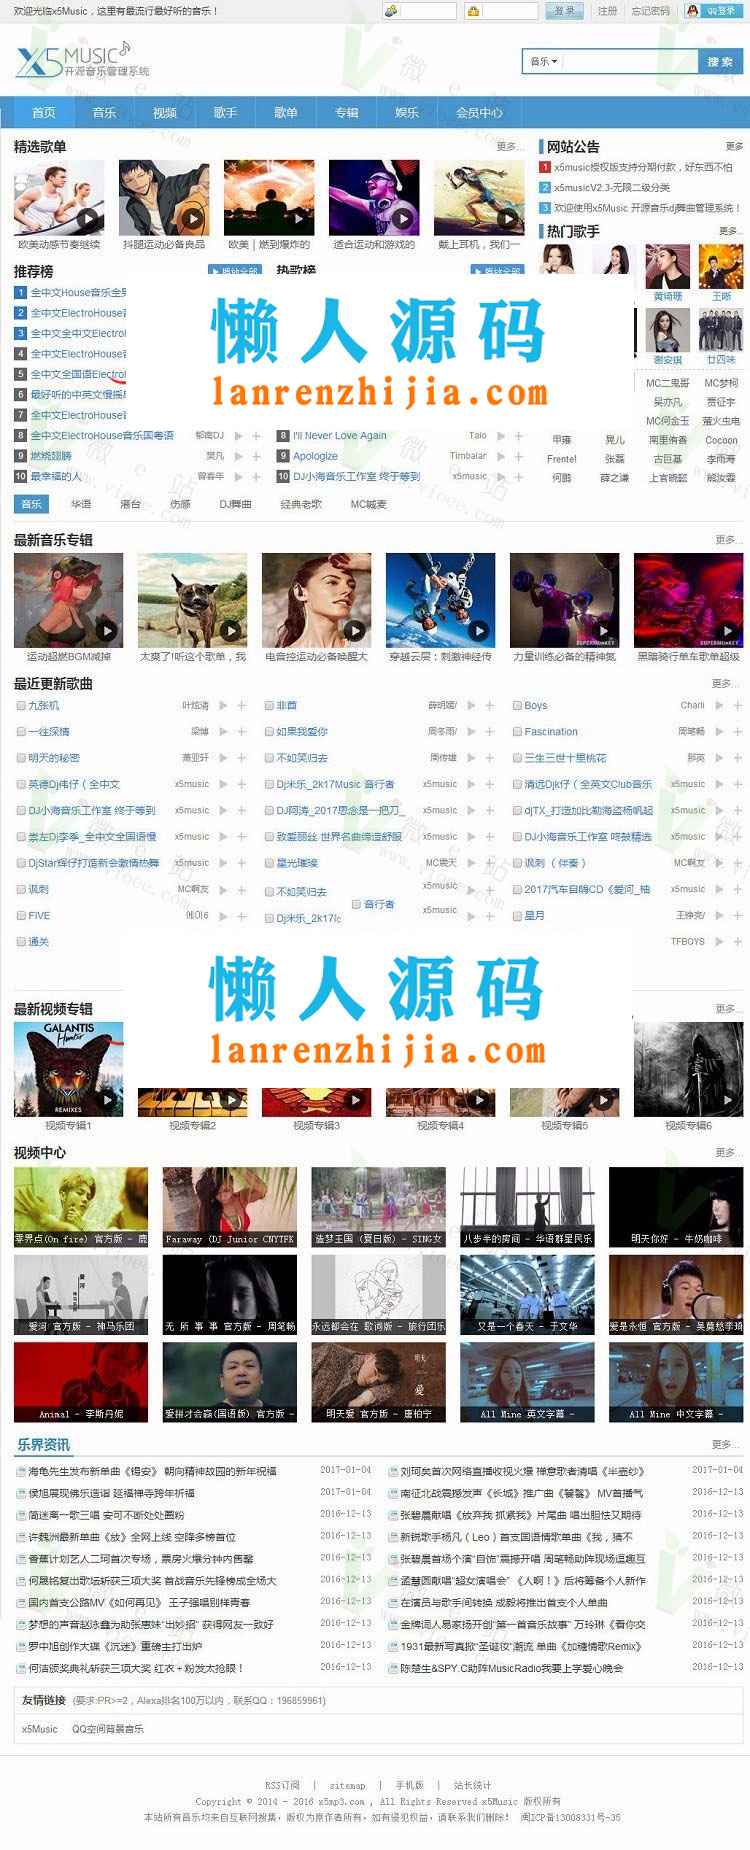 欢迎光临x5Music，这里有最流行最好听的音乐！
登 录 注册 忘记密码 QQ登录
X5 MUSIC
开源音乐管理系统
音乐 搜 索
首页 音乐 视频 歌手 歌单 专辑 娱乐 会员中心
精选歌单 更多...
欧美动感节奏继续 抖腿运动必备良品 欧美｜燃到爆炸的 适合运动和游戏的 戴上耳机，我们一
网站公告 更多
1 x5music授权版支持分期付款，好东西不怕
2 x5musicV2.3-无限二级分类
3 欢迎使用x5Music 开源音乐dj舞曲管理系统！
热门歌手 更多...
黄绮珊 王晰
谢安琪 廿四味
MC二鬼哥 MC梦柯
吴亦凡 贾征宇
MC何金玉 萤火虫电
甲雍 晃儿 南里侑香 Cocoon
Frente! 张磊 古巨基 李雨寿
何鹏 薛之谦 上官晓懿 熊汝霖
推荐榜 播放全部
1 全中文House音乐全男
2 全中文ElectroHouse音
3 全中文全中文Electrol
4 全中文ElectroHouse音
5 全中文全国语Electrol
6 最好听的中英文慢摇串
7 全中文ElectroHouse音
8 全中文ElectroHouse音乐国粤语 郁南DJ
9 燃烧翅膀
10 最幸福的人 曾春年
热歌榜 播放全部
8 I'll Never Love Again Taio
9 Apologize Timbalar
10 DJ小海音乐工作室 终于等到 x5music
懒人源码
lanrenzhijia.com
音乐 华语 港台 伤感 DJ舞曲 经典老歌 MC喊麦
最新音乐专辑 更多...
运动超燃BGM减掉 太爽了!听这个歌单，我 电音控运动必备唤醒大 穿越云层：刺激神经传 力量训练必备的精神氮 黑暗骑行单车歌单超级
最近更新歌曲 更多...
九张机 叶炫清 非酋 薛明媛/ Boys Charli
一往深情 梁博 如果我爱你 周冬雨/ Fascination 周笔畅
明天的秘密 萧亚轩 不如笑归去 周传雄 三生三世十里桃花 那英
英德Dj伟仔（全中文 x5music Dj米乐_2k17Music 音行者 x5music 清远Djk仔（全英文Club音乐 x5music
DJ小海音乐工作室 终于等到 x5music DJ阿涛_2017思念是一把刀_ x5music djTX_打造加比勒海盗杨帆起 x5music
崇左Dj李季_全中文全国语慢 x5music 致爱丽丝 世界名曲缔造舒服 x5music DJ小海音乐工作室 咚鼓精选 x5music
DjStar辉仔打造新会激情热舞 x5music 星光璀璨 MC震天 讽刺 （伴奏） MC啊友
讽刺 MC啊友 不如笑归去 x5music 2017汽车自嗨CD《爱河_柚 x5music
FIVE 에이핑 Dj米乐_2k17lc 音行者 x5music 星月 王铮亮/
通关 TFBOYS
懒人源码
lanrenzhijia.com
最新视频专辑 更多...
GALANTIS
Hunter
REMIXES
视频专辑1 视频专辑2 视频专辑3 视频专辑4 视频专辑5 视频专辑6
视频中心 更多...
零界点(On fire) 官方版 - 鹿 Faraway (DJ Junior CNYTFK 造梦王国（夏日版）- SING女 八步半的房间 - 华语群星民乐 明天你好 - 牛奶咖啡
爱河 官方版 - 神马乐团 无 所 事 事 官方版 - 周笔畅 永远都会在 歌词版 - 旅行团乐 又是一个春天 - 于文华 爱是永恒 官方版 - 吴莫愁李琦
Animal - 李斯丹妮 爱拼才会赢(国语版) 官方版 - 明天爱 官方版 - 唐柏宁 All Mine 英文字幕 - All Mine 中文字幕 -
乐界资讯 更多...
海龟先生发布新单曲《锡安》 朝向精神故园的新年祝福 2017-01-04 刘珂矣首次网络直播收视火爆 禅意歌者清唱《半壶纱》 2017-01-04
侯旭展现佛乐造诣 延福禅寺跨年祈福 2017-01-04 南征北战震撼发声《长城》推广曲《饕餮》 MV首播气 2016-12-13
简迷离一歌三唱 安可不断处处圈粉 2016-12-13 张碧晨献唱《放弃我 抓紧我》片尾曲 唱出胆怯又期待 2016-12-13
许魏洲最新单曲《放》全网上线 空降多榜首位 2016-12-13 新锐歌手杨凡（Leo）首支国语情歌单曲《我，猜不 2016-12-13
香蕉计划艺人二珂首次专场，票房火爆分钟内售罄 2016-12-13 张碧晨首场个演“自饰”震撼开唱 周笔畅助阵现场逗趣互 2016-12-13
何晟铭复出歌坛斩获三项大奖 首战音乐先锋榜成全场大 2016-12-13 孟慧圆献唱“超女演唱会” 《人啊！》后将筹备个人新作 2016-12-13
国内首支公路MV《如何再见》 王子强唱别样青春 2016-12-13 在演员与歌手间转换 成毅将推出首支个人单曲 2016-12-13
梦想的声音赵泳鑫为助张惠妹“出妙招” 获得网友一致好 2016-12-13 金牌词人易家扬开创“第一首音乐故事” 万玲琳《看你交 2016-12-13
罗中旭创作大碟《沉迷》重磅主打出炉 2016-12-13 1931最新写真掀“圣诞妆”潮流 单曲《加糖情歌Remix》 2016-12-13
何洁颁奖典礼斩获三项大奖 红衣＋粉发太抢眼！ 2016-12-13 陈楚生&SPY.C助阵MusicRadio我要上学爱心晚会 2016-12-13
友情链接 (要求:PR>=2，Alexa排名100万以内，联系QQ：196859961)
x5Music QQ空间背景音乐
RSS订阅 | sitemap | 手机版 | 站长统计
Copyright © 2014 - 2016 x5mp3.com , All Rights Reserved x5Music 版权所有
本站所有音乐均来自互联网搜集，版权为原作者所有，如有侵犯权益，请联系我们删除！ 闽ICP备13008331号-35